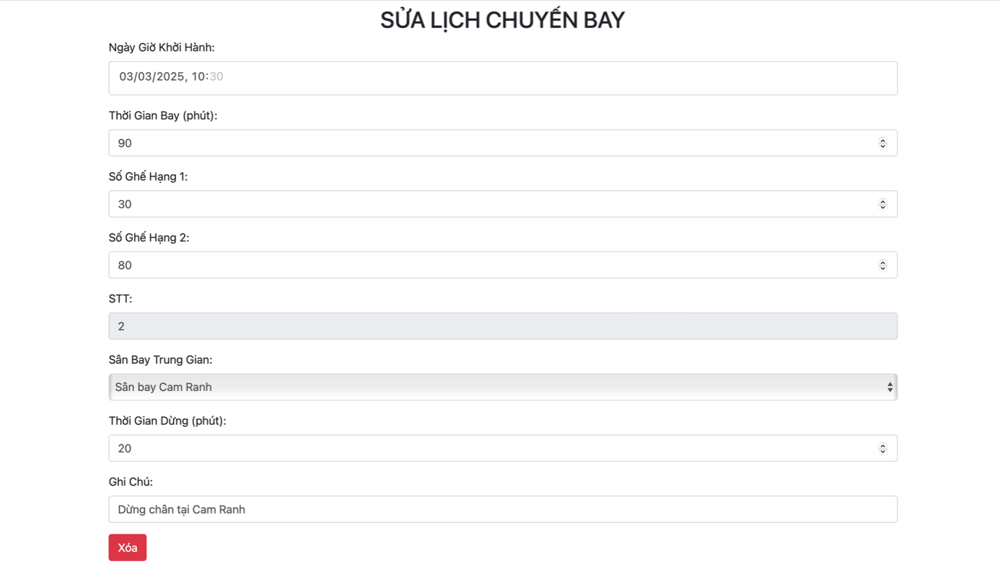 SỬA LỊCH CHUYẾN BAY
Ngày Giờ Khởi Hành:
03/03/2025, 10:30
Thời Gian Bay (phút):
90
Số Ghế Hạng 1:
30
Số Ghế Hạng 2:
80
STT:
2
Sân Bay Trung Gian:
Sân bay Cam Ranh
Thời Gian Dừng (phút):
20
Ghi Chú:
Dừng chân tại Cam Ranh
Xóa